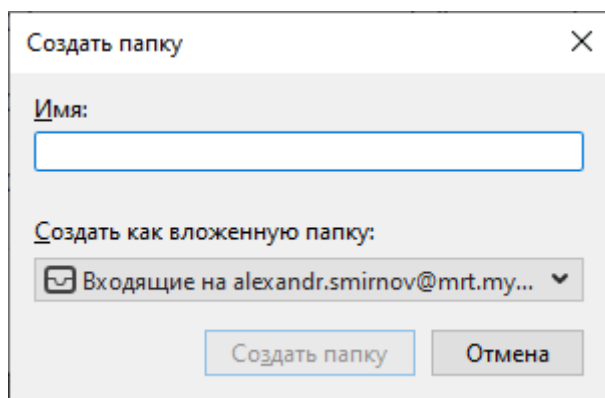 Создать папку
Имя:
Создать как вложенную папку:
Входящие на alexandr.smirnov@mrt.my...
Создать папку
Отмена